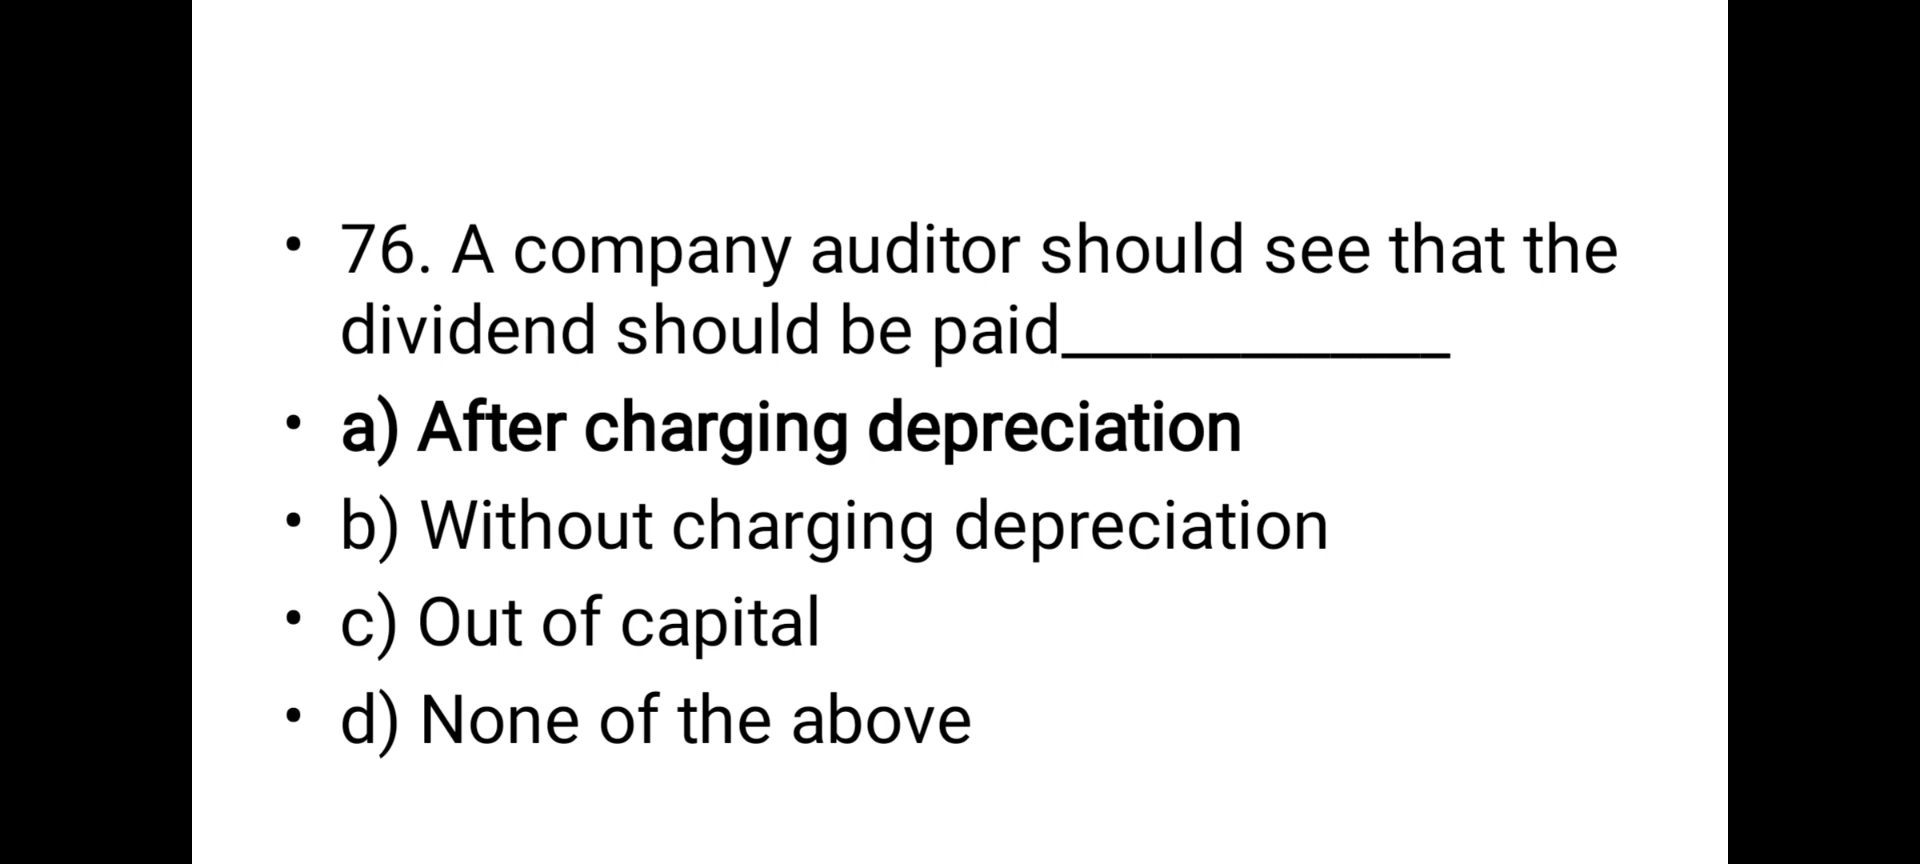 • 76. A company auditor should see that the
dividend should be paid_____________
• a) After charging depreciation
• b) Without charging depreciation
• c) Out of capital
• d) None of the above